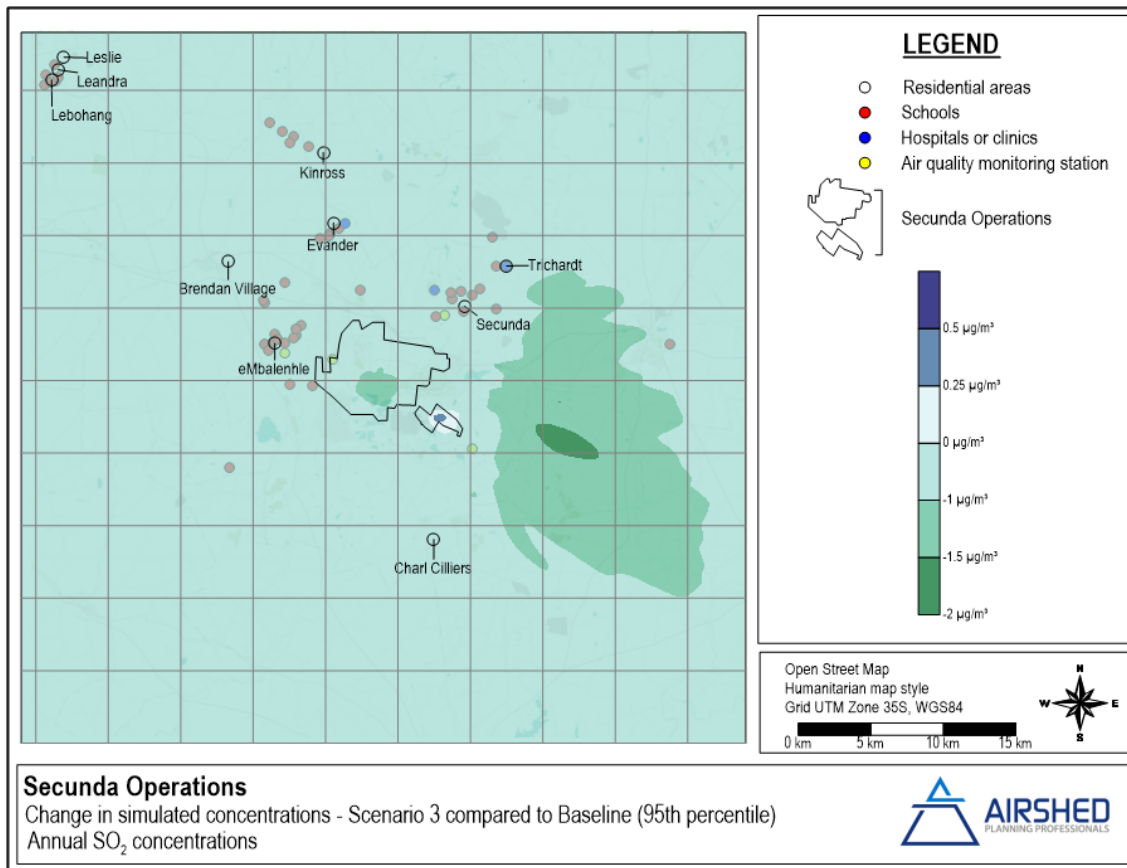 Leslie
Leandra
Lebohang
Kinross
Evander
Brendan Village
Trichardt
Secunda
eMbalenhle
Charl Cilliers
LEGEND
Residential areas
Schools
Hospitals or clinics
Air quality monitoring station
Secunda Operations
0.5 µg/m³
0.25 µg/m³
0 µg/m³
-1 µg/m³
-1.5 µg/m³
-2 µg/m³
Open Street Map
Humanitarian map style
Grid UTM Zone 35S, WGS84
0 km 5 km 10 km 15 km
N
W E
S
Secunda Operations
Change in simulated concentrations - Scenario 3 compared to Baseline (95th percentile)
Annual SO₂ concentrations
AIRSHED
PLANNING PROFESSIONALS